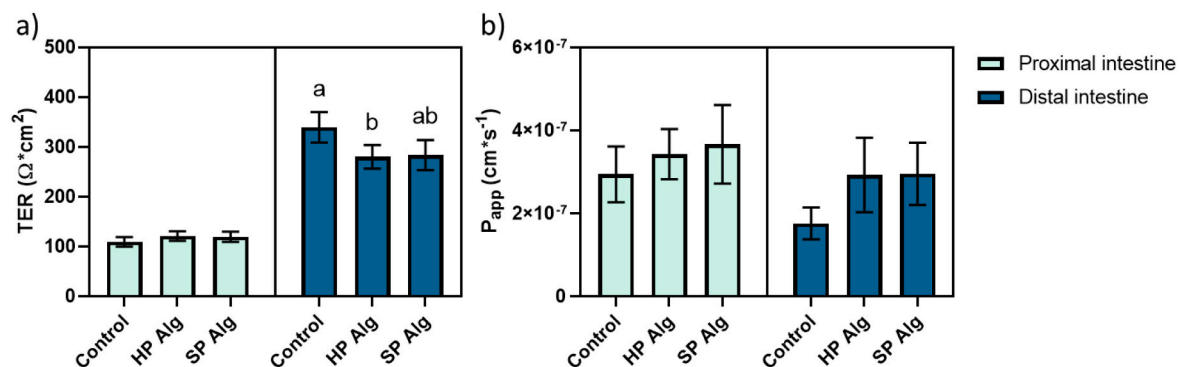 a)
TER (Ω*cm²)
500
400
300
200
100
0
a
b
ab
Control
HP Alg
SP Alg
Control
HP Alg
SP Alg
b)
Papp (cm*s⁻¹)
6×10⁻⁷
4×10⁻⁷
2×10⁻⁷
0
Control
HP Alg
SP Alg
Control
HP Alg
SP Alg
Proximal intestine
Distal intestine